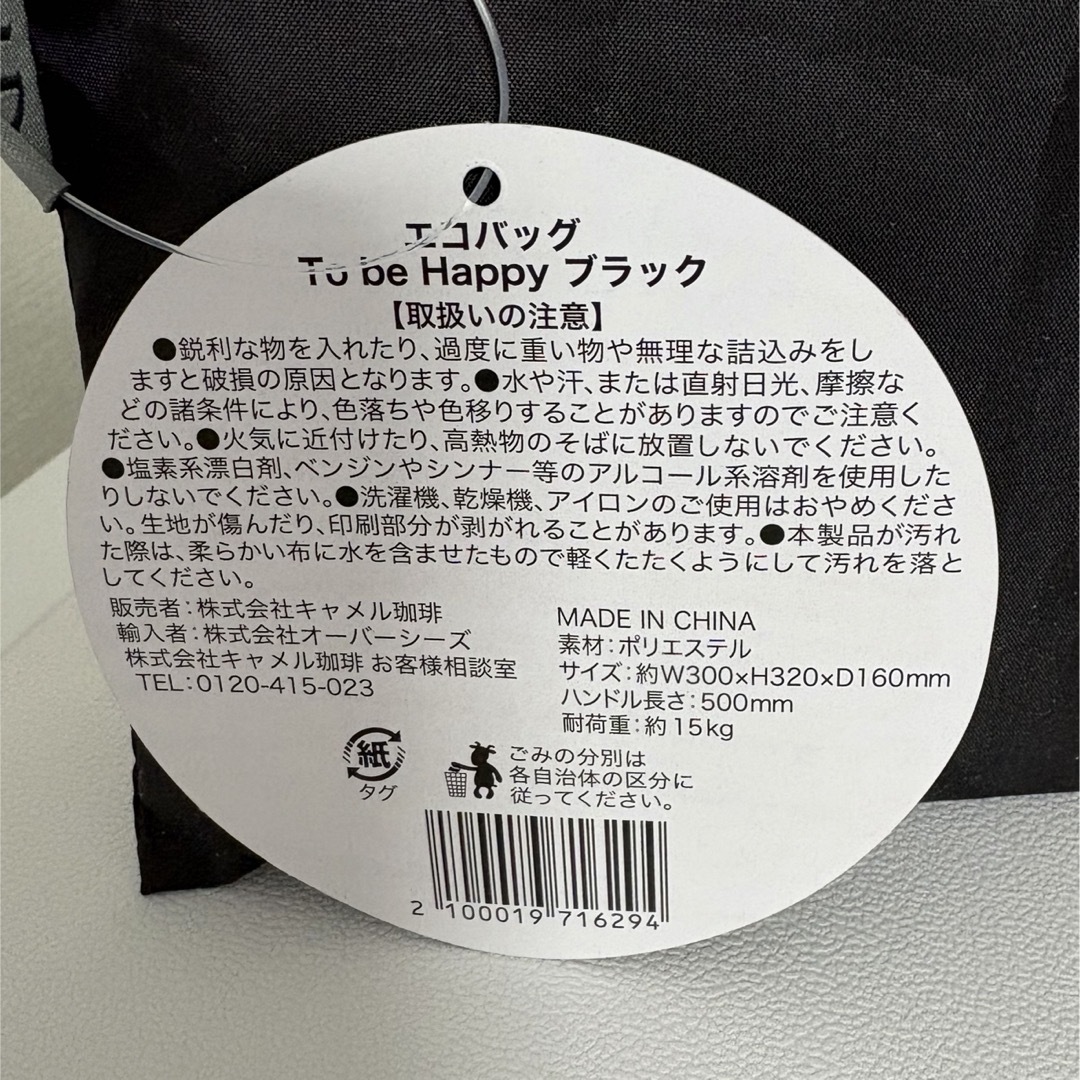 エコバッグ
To be Happy ブラック
【取扱いの注意】
●鋭利な物を入れたり、過度に重い物や無理な詰込みをし
ますと破損の原因となります。●水や汗、または直射日光、摩擦な
どの諸条件により、色落ちや色移りすることがありますのでご注意く
ださい。●火気に近付けたり、高熱物のそばに放置しないでください。
●塩素系漂白剤、ベンジンやシンナー等のアルコール系溶剤を使用した
りしないでください。●洗濯機、乾燥機、アイロンのご使用はおやめくださ
い。生地が傷んだり、印刷部分が剥がれることがあります。●本製品が汚れ
た際は、柔らかい布に水を含ませたもので軽くたたくようにして汚れを落と
してください。
販売者：株式会社キャメル珈琲
輸入者：株式会社オーバーシーズ
株式会社キャメル珈琲 お客様相談室
TEL：0120-415-023
MADE IN CHINA
素材：ポリエステル
サイズ：約W300×H320×D160mm
ハンドル長さ：500mm
耐荷重：約15kg
紙
タグ
ごみの分別は
各自治体の区分に
従ってください。
2 100019 716294